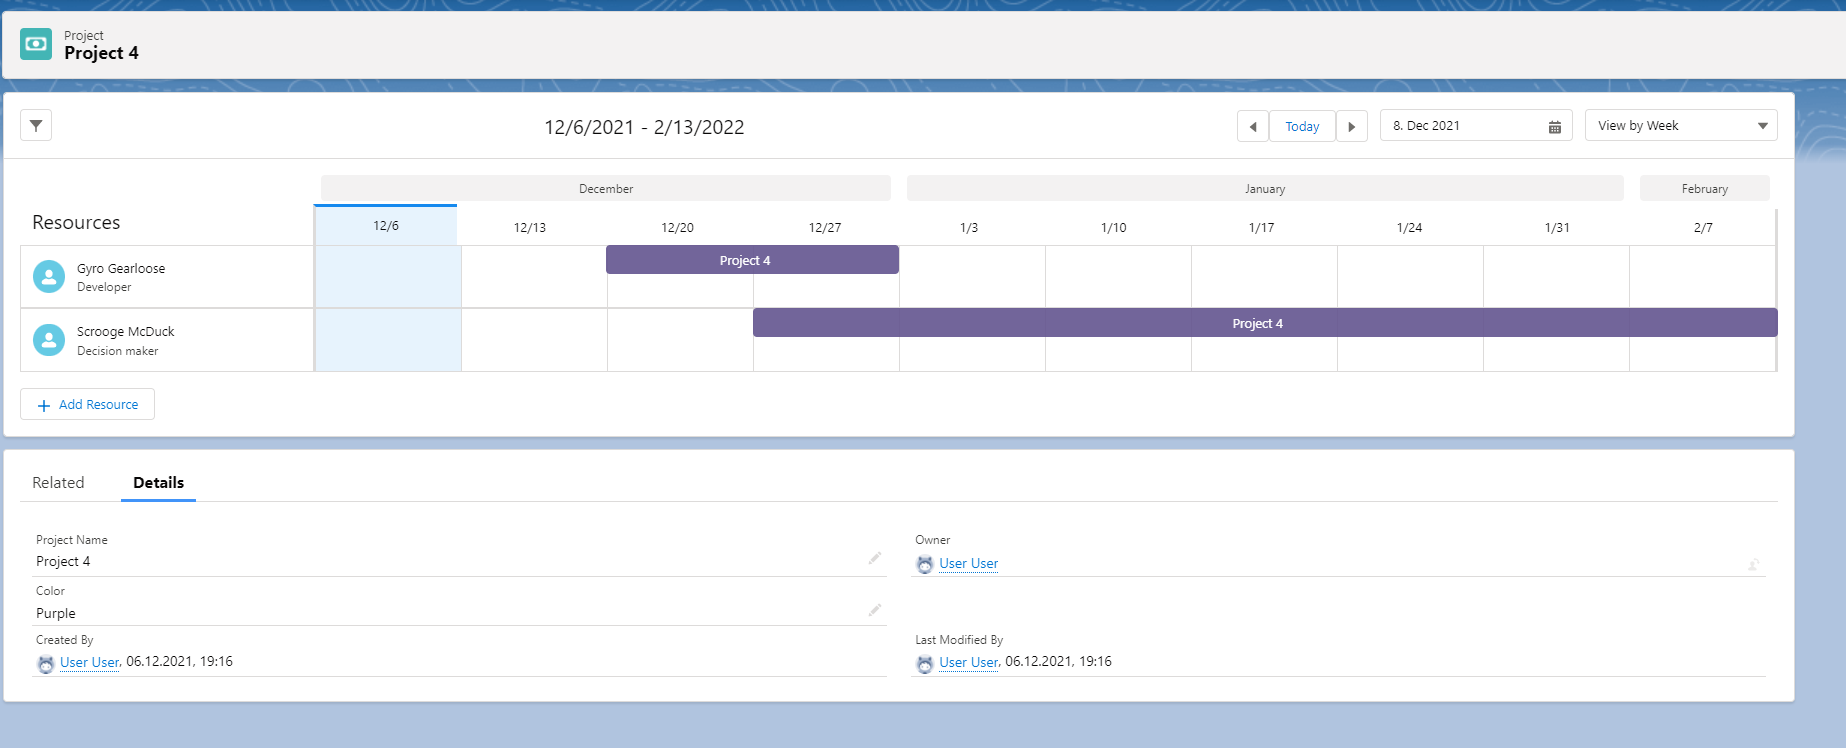 Project
Project 4
12/6/2021 - 2/13/2022
Today
8. Dec 2021
View by Week
December
January
February
Resources
12/6
12/13
12/20
12/27
1/3
1/10
1/17
1/24
1/31
2/7
Gyro Gearloose
Developer
Project 4
Scrooge McDuck
Decision maker
Project 4
Add Resource
Related
Details
Project Name
Project 4
Owner
User User
Color
Purple
Created By
User User, 06.12.2021, 19:16
Last Modified By
User User, 06.12.2021, 19:16